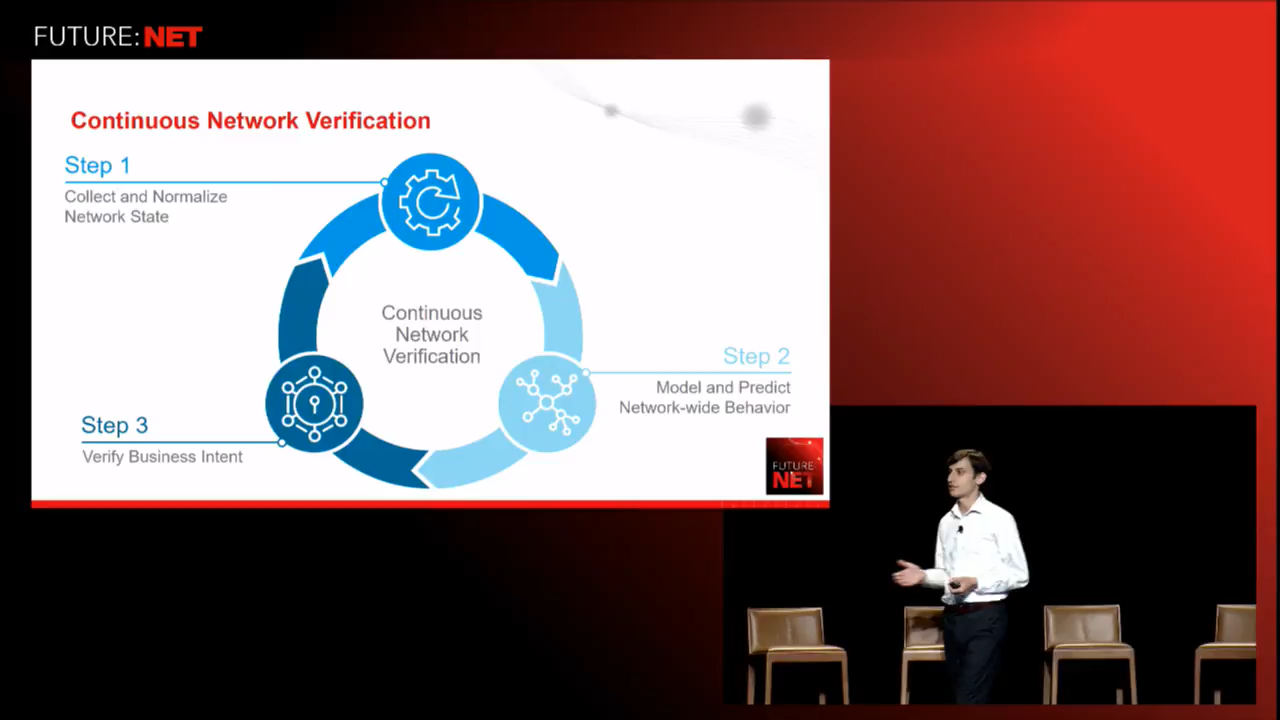 FUTURE:NET
Continuous Network Verification
Step 1
Collect and Normalize
Network State
Continuous
Network
Verification
Step 2
Model and Predict
Network-wide Behavior
Step 3
Verify Business Intent
FUTURE:
NET